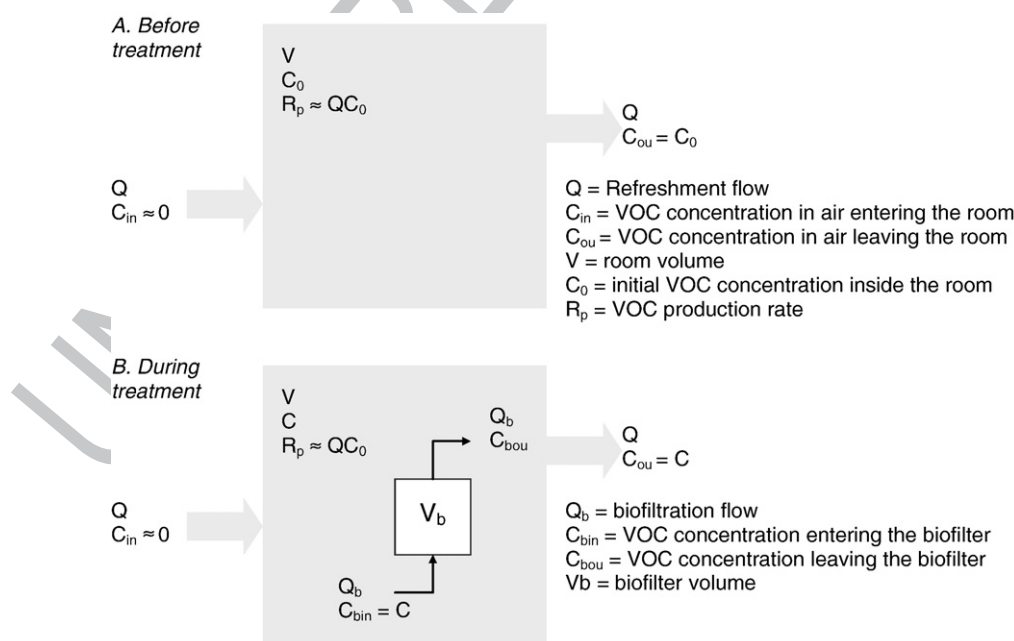 A. Before
treatment
V
C0
Rp ≈ QC0
Q
Cou = C0
Q
Cin ≈ 0
Q = Refreshment flow
Cin = VOC concentration in air entering the room
Cou = VOC concentration in air leaving the room
V = room volume
C0 = initial VOC concentration inside the room
Rp = VOC production rate
B. During
treatment
V
C
Rp ≈ QC0
Qb
Cbou
Q
Cou = C
Q
Cin ≈ 0
Vb
Qb
Cbin = C
Qb = biofiltration flow
Cbin = VOC concentration entering the biofilter
Cbou = VOC concentration leaving the biofilter
Vb = biofilter volume